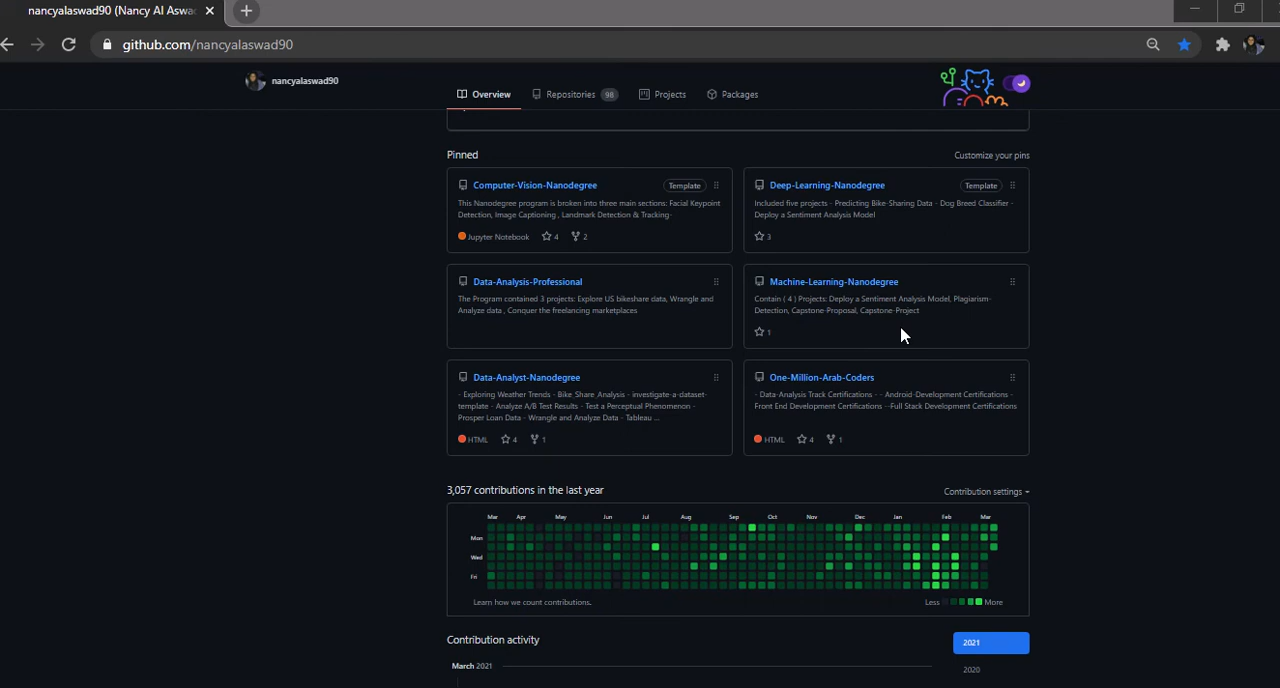 nancyalaswad90 (Nancy Al Aswa
github.com/nancyalaswad90
nancyalaswad90
Overview
Repositories 98
Projects
Packages
Pinned
Customize your pins
Computer-Vision-Nanodegree
Template
This Nanodegree program is broken into three main sections: Facial Keypoint
Detection, Image Captioning , Landmark Detection & Tracking-
Jupyter Notebook 4 2
Deep-Learning-Nanodegree
Template
Included five projects - Predicting Bike-Sharing Data - Dog Breed Classifier -
Deploy a Sentiment Analysis Model
3
Data-Analysis-Professional
The Program contained 3 projects: Explore US bikeshare data, Wrangle and
Analyze data , Conquer the freelancing marketplaces
Machine-Learning-Nanodegree
Contain ( 4 ) Projects: Deploy a Sentiment Analysis Model, Plagiarism-
Detection, Capstone-Proposal, Capstone-Project
1
Data-Analyst-Nanodegree
- Exploring Weather Trends - Bike_Share_Analysis - investigate-a-dataset-
template - Analyze A/B Test Results - Test a Perceptual Phenomenon -
Prosper Loan Data - Wrangle and Analyze Data - Tableau ...
HTML 4 1
One-Million-Arab-Coders
- Data-Analysis Track Certifications - - Android-Development Certifications -
Front End Development Certifications --Full Stack Development Certifications
HTML 4 1
3,057 contributions in the last year
Contribution settings
Mar Apr May Jun Jul Aug Sep Oct Nov Dec Jan Feb Mar
Mon
Wed
Fri
Learn how we count contributions.
Less More
Contribution activity
2021
March 2021
2020